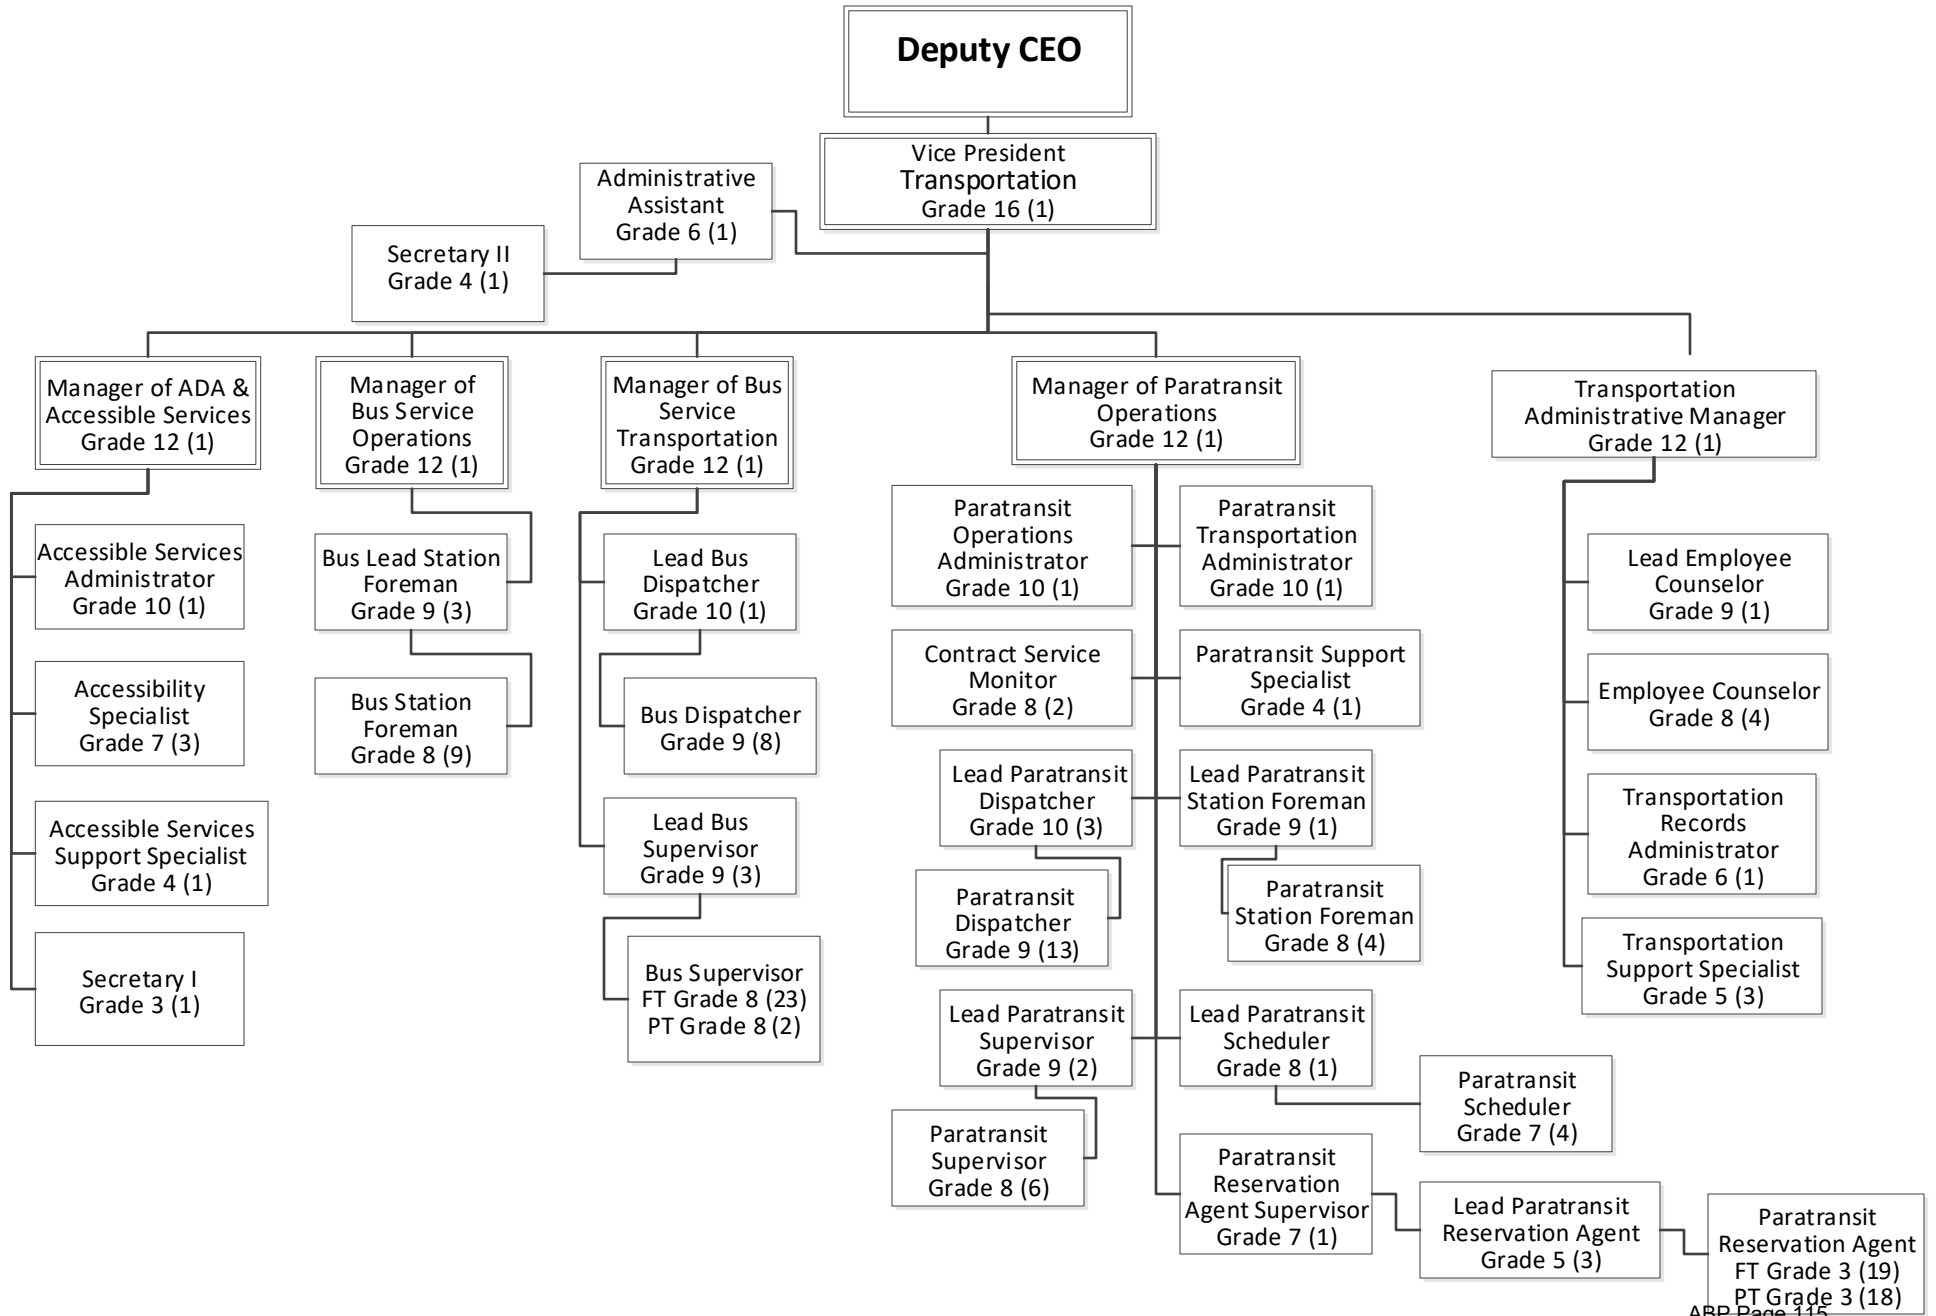 Deputy CEO
Vice President
Transportation
Grade 16 (1)
Administrative
Assistant
Grade 6 (1)
Secretary II
Grade 4 (1)
Manager of ADA &
Accessible Services
Grade 12 (1)
Manager of
Bus Service
Operations
Grade 12 (1)
Manager of Bus
Service
Transportation
Grade 12 (1)
Manager of Paratransit
Operations
Grade 12 (1)
Transportation
Administrative Manager
Grade 12 (1)
Accessible Services
Administrator
Grade 10 (1)
Accessibility
Specialist
Grade 7 (3)
Accessible Services
Support Specialist
Grade 4 (1)
Secretary I
Grade 3 (1)
Bus Lead Station
Foreman
Grade 9 (3)
Bus Station
Foreman
Grade 8 (9)
Lead Bus
Dispatcher
Grade 10 (1)
Bus Dispatcher
Grade 9 (8)
Lead Bus
Supervisor
Grade 9 (3)
Bus Supervisor
FT Grade 8 (23)
PT Grade 8 (2)
Paratransit
Operations
Administrator
Grade 10 (1)
Paratransit
Transportation
Administrator
Grade 10 (1)
Contract Service
Monitor
Grade 8 (2)
Paratransit Support
Specialist
Grade 4 (1)
Lead Paratransit
Dispatcher
Grade 10 (3)
Lead Paratransit
Station Foreman
Grade 9 (1)
Paratransit
Dispatcher
Grade 9 (13)
Paratransit
Station Foreman
Grade 8 (4)
Lead Paratransit
Supervisor
Grade 9 (2)
Lead Paratransit
Scheduler
Grade 8 (1)
Paratransit
Scheduler
Grade 7 (4)
Paratransit
Supervisor
Grade 8 (6)
Paratransit
Reservation
Agent Supervisor
Grade 7 (1)
Lead Paratransit
Reservation Agent
Grade 5 (3)
Paratransit
Reservation Agent
FT Grade 3 (19)
PT Grade 3 (18)
Lead Employee
Counselor
Grade 9 (1)
Employee Counselor
Grade 8 (4)
Transportation
Records
Administrator
Grade 6 (1)
Transportation
Support Specialist
Grade 5 (3)
ABP Page 115